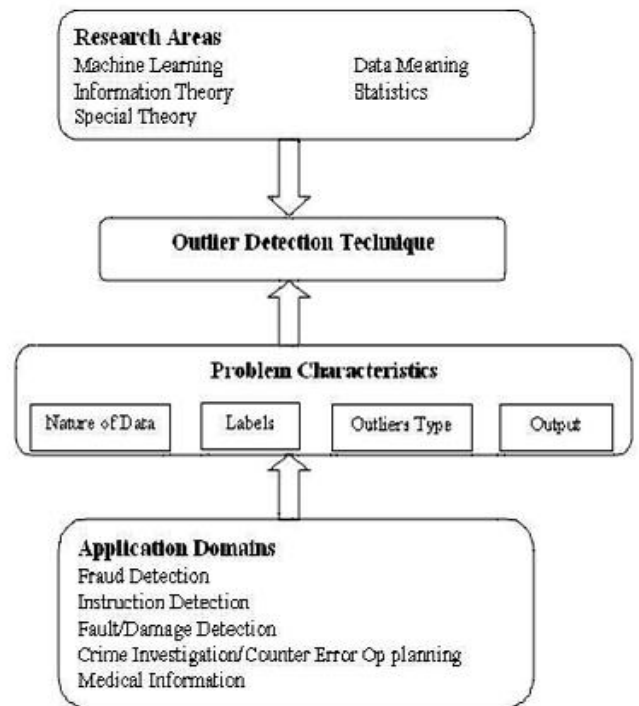 Research Areas
Machine Learning Data Meaning
Information Theory Statistics
Special Theory
Outlier Detection Technique
Problem Characteristics
Nature of Data Labels Outliers Type Output
Application Domains
Fraud Detection
Instruction Detection
Fault/Damage Detection
Crime Investigation/Counter Error Op planning
Medical Information